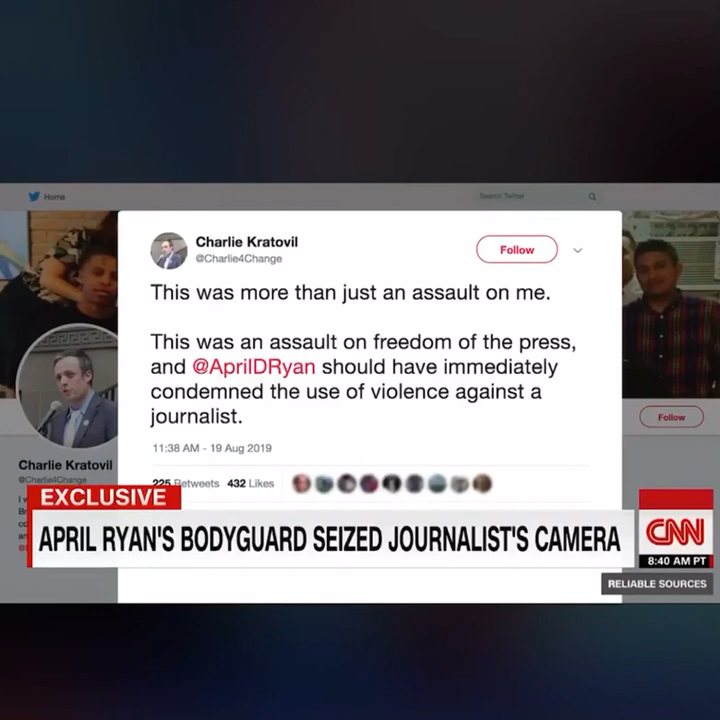 Home
Search Twitter
Charlie Kratovil
@Charlie4Change
Follow
This was more than just an assault on me.
This was an assault on freedom of the press,
and @AprilDRyan should have immediately
condemned the use of violence against a
journalist.
11:38 AM - 19 Aug 2019
225 Retweets 432 Likes
Follow
Charlie Kratovil
@Charlie4Change
EXCLUSIVE
APRIL RYAN'S BODYGUARD SEIZED JOURNALIST'S CAMERA
CNN
8:40 AM PT
RELIABLE SOURCES